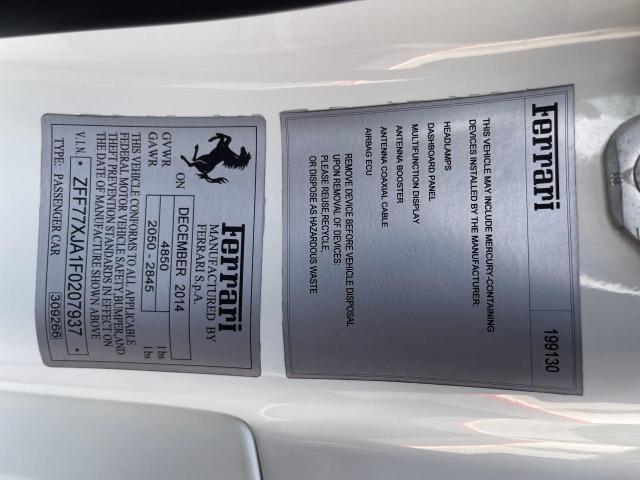 Ferrari
MANUFACTURED BY
FERRARI S.p.A.
ON DECEMBER 2014
GVWR 4850 lbs
GAWR 2050 - 2845 lbs
THIS VEHICLE CONFORMS TO ALL APPLICABLE
FEDERAL MOTOR VEHICLE SAFETY, BUMPER AND
THEFT PREVENTION STANDARDS IN EFFECT ON
THE DATE OF MANUFACTURE SHOWN ABOVE
V.I.N. ZFF77XJA1F0207937
TYPE: PASSENGER CAR 309266
Ferrari 199130
THIS VEHICLE MAY INCLUDE MERCURY-CONTAINING
DEVICES INSTALLED BY THE MANUFACTURER:
HEADLAMPS
DASHBOARD PANEL
MULTIFUNCTION DISPLAY
ANTENNA BOOSTER
ANTENNA COAXIAL CABLE
AIRBAG ECU
REMOVE DEVICE BEFORE VEHICLE DISPOSAL
UPON REMOVAL OF DEVICES:
PLEASE REUSE, RECYCLE,
OR DISPOSE AS HAZARDOUS WASTE